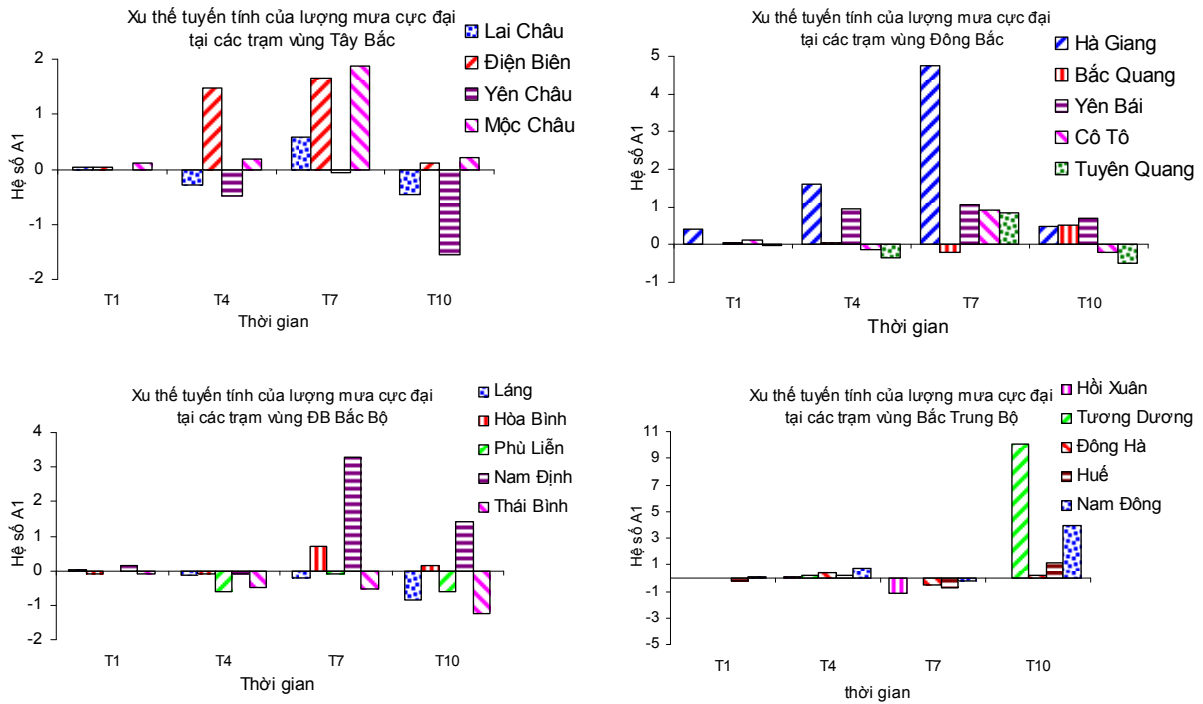 Xu thế tuyến tính của lượng mưa cực đại
tại các trạm vùng Tây Bắc
Lai Châu
Điện Biên
Yên Châu
Mộc Châu
2
1
0
-1
-2
Hệ số A1
T1
T4
T7
T10
Thời gian
Xu thế tuyến tính của lượng mưa cực đại
tại các trạm vùng Đông Bắc
Hà Giang
Bắc Quang
Yên Bái
Cô Tô
Tuyên Quang
5
4
3
2
1
0
-1
Hệ số A1
T1
T4
T7
T10
Thời gian
Xu thế tuyến tính của lượng mưa cực đại
tại các trạm vùng ĐB Bắc Bộ
Láng
Hòa Bình
Phù Liễn
Nam Định
Thái Bình
4
3
2
1
0
-1
-2
Hệ số A1
T1
T4
T7
T10
Thời gian
Xu thế tuyến tính của lượng mưa cực đại
tại các trạm vùng Bắc Trung Bộ
Hồi Xuân
Tương Dương
Đông Hà
Huế
Nam Đông
11
9
7
5
3
1
-1
-3
-5
Hệ số A1
T1
T4
T7
T10
thời gian